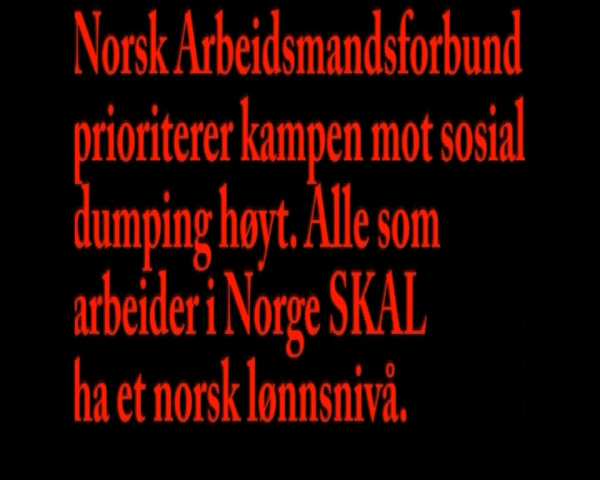 Norsk Arbeidsmandsforbund
prioriterer kampen mot sosial
dumping høyt. Alle som
arbeider i Norge SKAL
ha et norsk lønnsnivå.